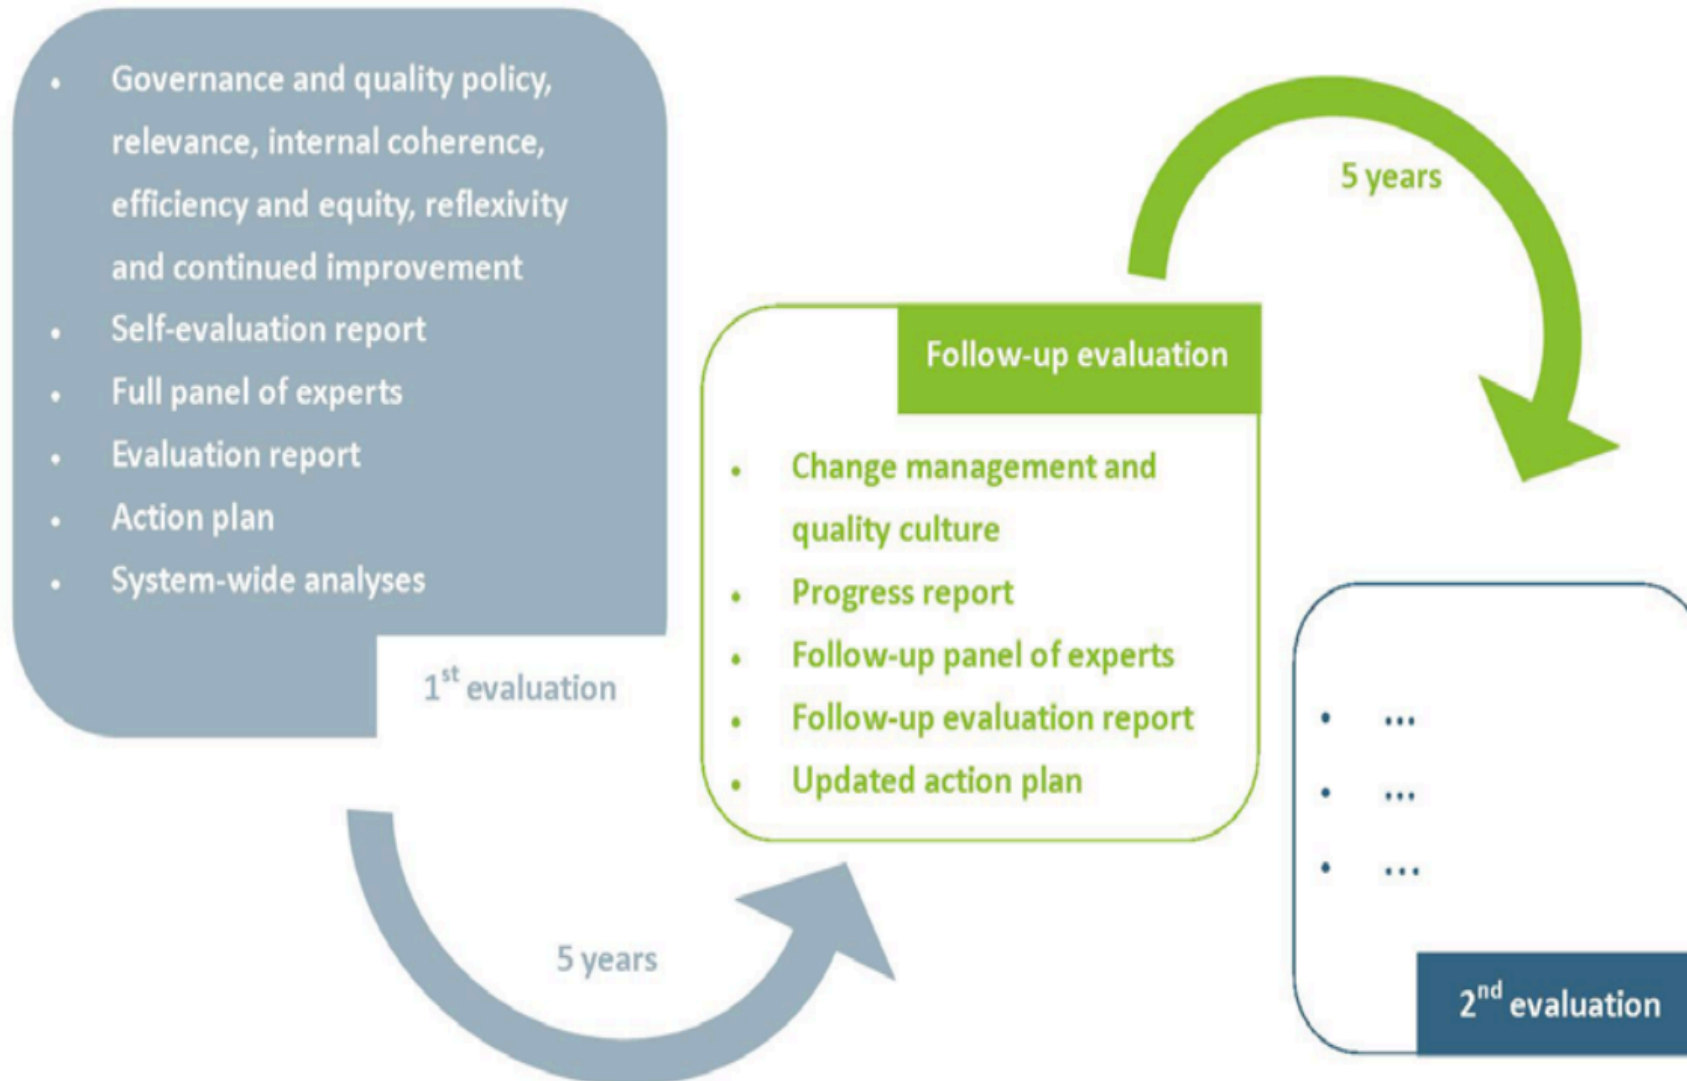 • Governance and quality policy,
relevance, internal coherence,
efficiency and equity, reflexivity
and continued improvement
• Self-evaluation report
• Full panel of experts
• Evaluation report
• Action plan
• System-wide analyses
1st evaluation
5 years
Follow-up evaluation
• Change management and
quality culture
• Progress report
• Follow-up panel of experts
• Follow-up evaluation report
• Updated action plan
5 years
• ...
• ...
• ...
2nd evaluation